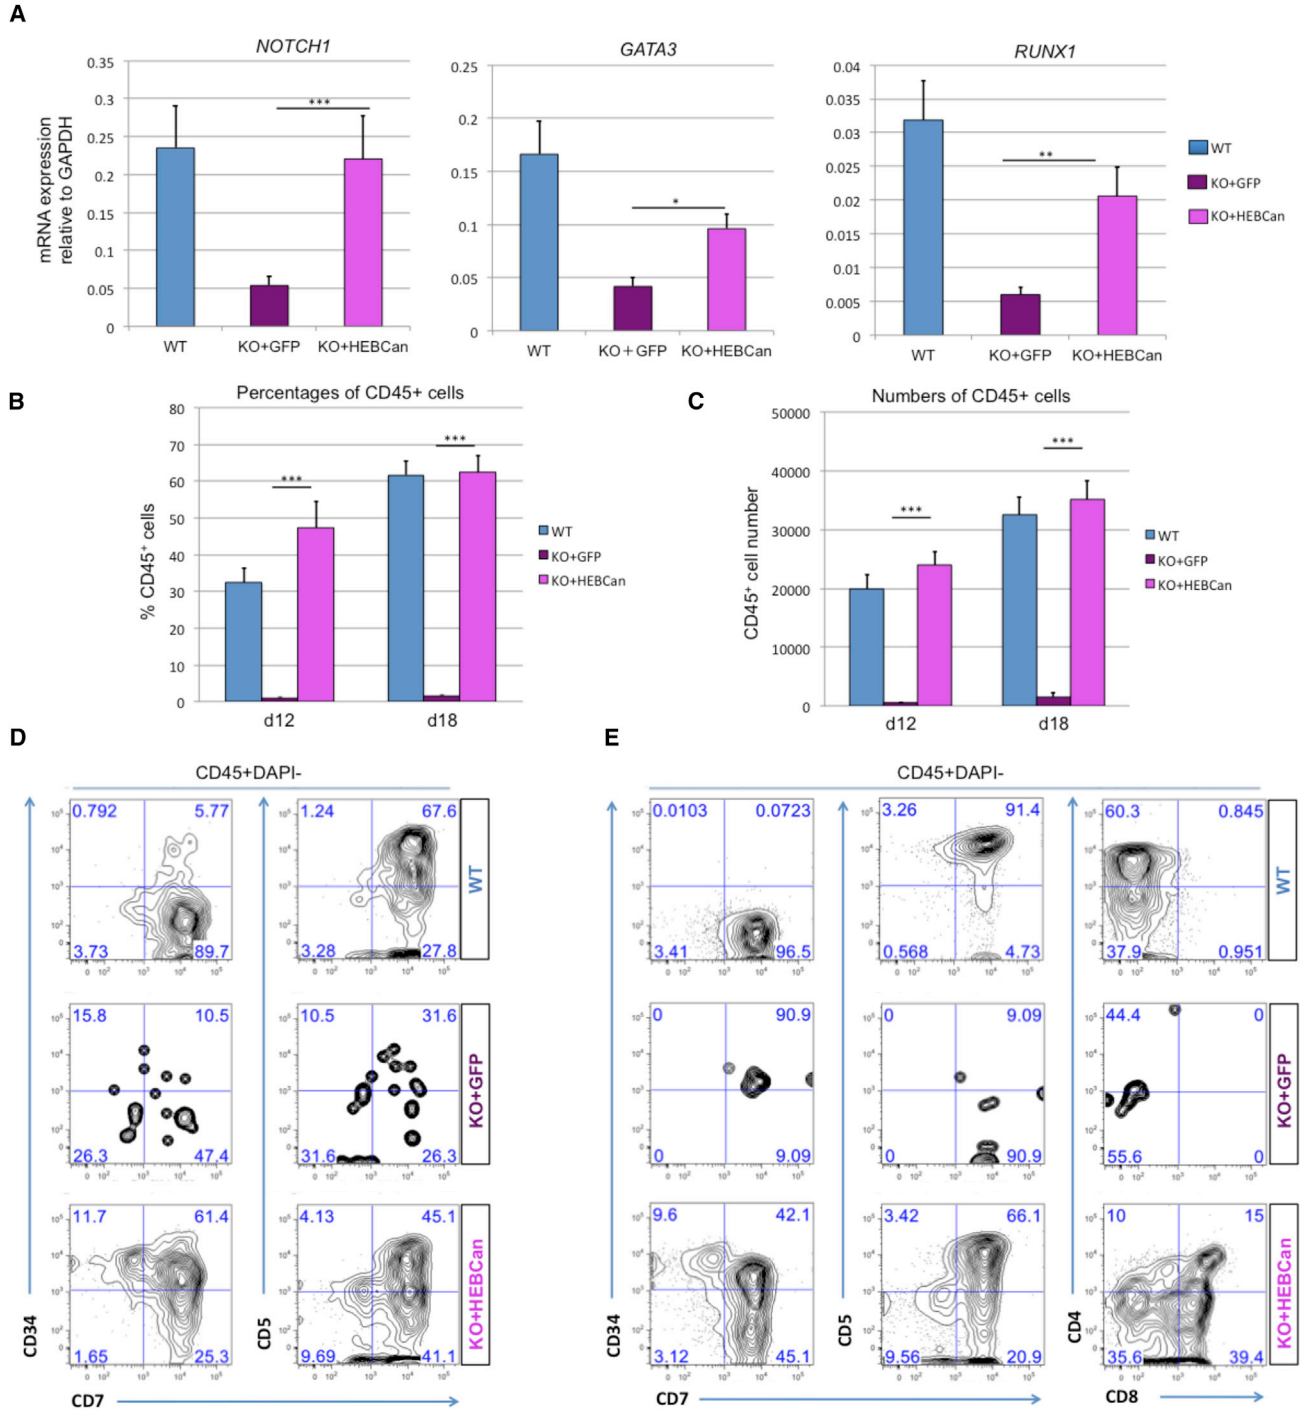 A
NOTCH1
GATA3
RUNX1
mRNA expression
relative to GAPDH
0.35
0.3
0.25
0.2
0.15
0.1
0.05
0
WT
KO+GFP
KO+HEBCan
***
0.25
0.2
0.15
0.1
0.05
0
WT
KO+GFP
KO+HEBCan
*
0.04
0.035
0.03
0.025
0.02
0.015
0.01
0.005
0
WT
KO+GFP
KO+HEBCan
**
WT
KO+GFP
KO+HEBCan
B
Percentages of CD45+ cells
% CD45+ cells
80
70
60
50
40
30
20
10
0
***
***
d12
d18
WT
KO+GFP
KO+HEBCan
C
Numbers of CD45+ cells
CD45+ cell number
50000
40000
30000
20000
10000
0
***
***
d12
d18
WT
KO+GFP
KO+HEBCan
D
CD45+DAPI-
0.792 5.77
3.73 89.7
1.24 67.6
3.28 27.8
WT
15.8 10.5
26.3 47.4
10.5 31.6
31.6 26.3
KO+GFP
11.7 61.4
1.65 25.3
4.13 45.1
9.69 41.1
KO+HEBCan
CD34
CD5
CD7
E
CD45+DAPI-
0.0103 0.0723
3.41 96.5
3.26 91.4
0.568 4.73
60.3 0.845
37.9 0.951
WT
0 90.9
0 9.09
0 9.09
0 90.9
44.4 0
55.6 0
KO+GFP
9.6 42.1
3.12 45.1
3.42 66.1
9.56 20.9
10 15
35.6 39.4
KO+HEBCan
CD34
CD5
CD4
CD7
CD8